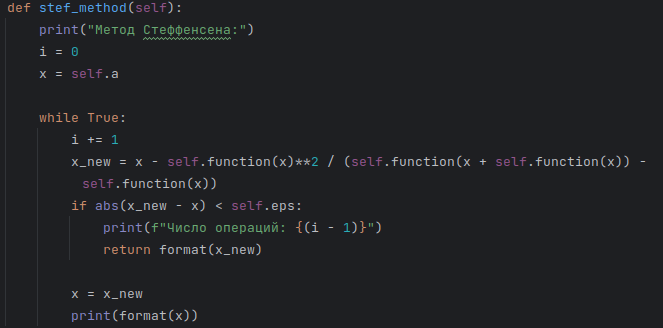 def stef_method(self):
    print("Метод Стеффенсена:")
    i = 0
    x = self.a
    while True:
        i += 1
        x_new = x - self.function(x)**2 / (self.function(x + self.function(x)) -
          self.function(x))
        if abs(x_new - x) < self.eps:
            print(f"Число операций: {(i - 1)}")
            return format(x_new)
        x = x_new
        print(format(x))